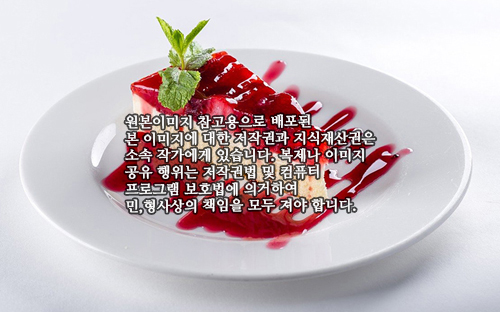 원본이미지 참고용으로 배포된
본 이미지에 대한 저작권과 지식재산권은
소속 작가에게 있습니다. 복제나 이미지
공유 행위는 저작권법 및 컴퓨터
프로그램 보호법에 의거하여
민,형사상의 책임을 모두 져야 합니다.